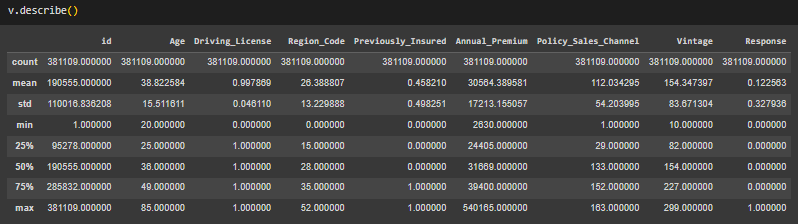 v.describe()
id Age Driving_License Region_Code Previously_Insured Annual_Premium Policy_Sales_Channel Vintage Response
count 381109.000000 381109.000000 381109.000000 381109.000000 381109.000000 381109.000000 381109.000000 381109.000000 381109.000000
mean 190555.000000 38.822584 0.997869 26.388807 0.458210 30564.389581 112.034295 154.347397 0.122563
std 110016.836208 15.511611 0.046110 13.229888 0.498251 17213.155057 54.203995 83.671304 0.327936
min 1.000000 20.000000 0.000000 0.000000 0.000000 2630.000000 1.000000 10.000000 0.000000
25% 95278.000000 25.000000 1.000000 15.000000 0.000000 24405.000000 29.000000 82.000000 0.000000
50% 190555.000000 36.000000 1.000000 28.000000 0.000000 31669.000000 133.000000 154.000000 0.000000
75% 285832.000000 49.000000 1.000000 35.000000 1.000000 39400.000000 152.000000 227.000000 0.000000
max 381109.000000 85.000000 1.000000 52.000000 1.000000 540165.000000 163.000000 299.000000 1.000000